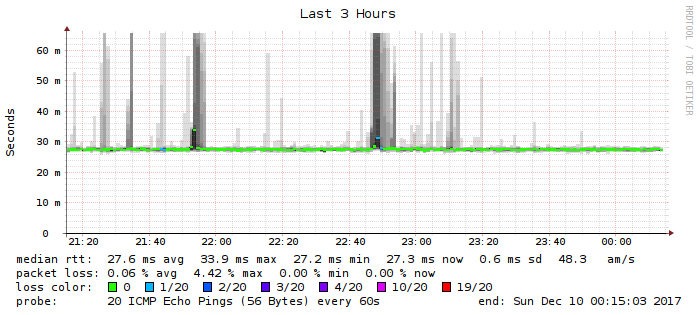 Last 3 Hours
RRDTOOL / TOBI OETIKER
Seconds
60 m
50 m
40 m
30 m
20 m
10 m
0
21:20 21:40 22:00 22:20 22:40 23:00 23:20 23:40 00:00
median rtt: 27.6 ms avg 33.9 ms max 27.2 ms min 27.3 ms now 0.6 ms sd 48.3 am/s
packet loss: 0.06 % avg 4.42 % max 0.00 % min 0.00 % now
loss color: 0 1/20 2/20 3/20 4/20 10/20 19/20
probe: 20 ICMP Echo Pings (56 Bytes) every 60s end: Sun Dec 10 00:15:03 2017